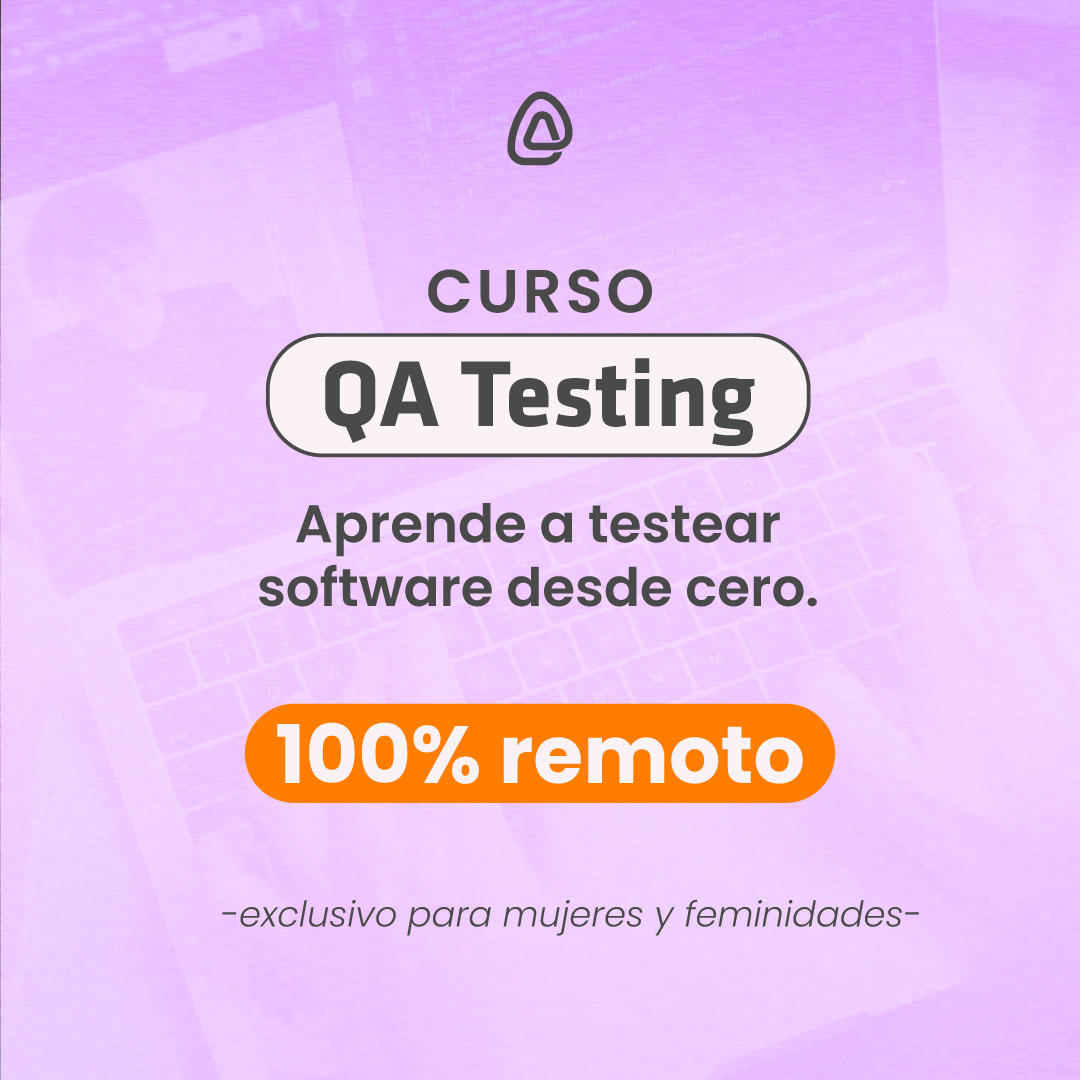 CURSO
QA Testing
Aprende a testear
software desde cero.
100% remoto
-exclusivo para mujeres y feminidades-